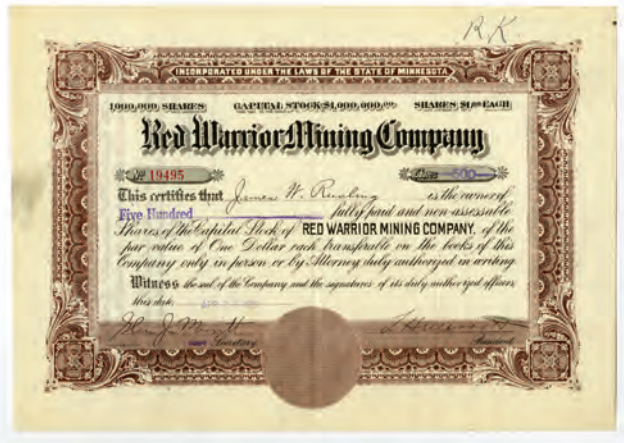 R.K.
INCORPORATED UNDER THE LAWS OF THE STATE OF MINNESOTA
1,000,000 SHARES CAPITAL STOCK $1,000,000.00 SHARES $1.00 EACH
Red Warrior Mining Company
No 19495 500
This certifies that James W. is the owner of
Five Hundred fully paid and non-assessable
Shares of the Capital Stock of RED WARRIOR MINING COMPANY. of the
par value of One Dollar each transferable on the books of this
Company only in person or by Attorney duly authorized in writing.
Witness the seal of the Company and the signatures of its duly authorized officers,
this date
Secretary President